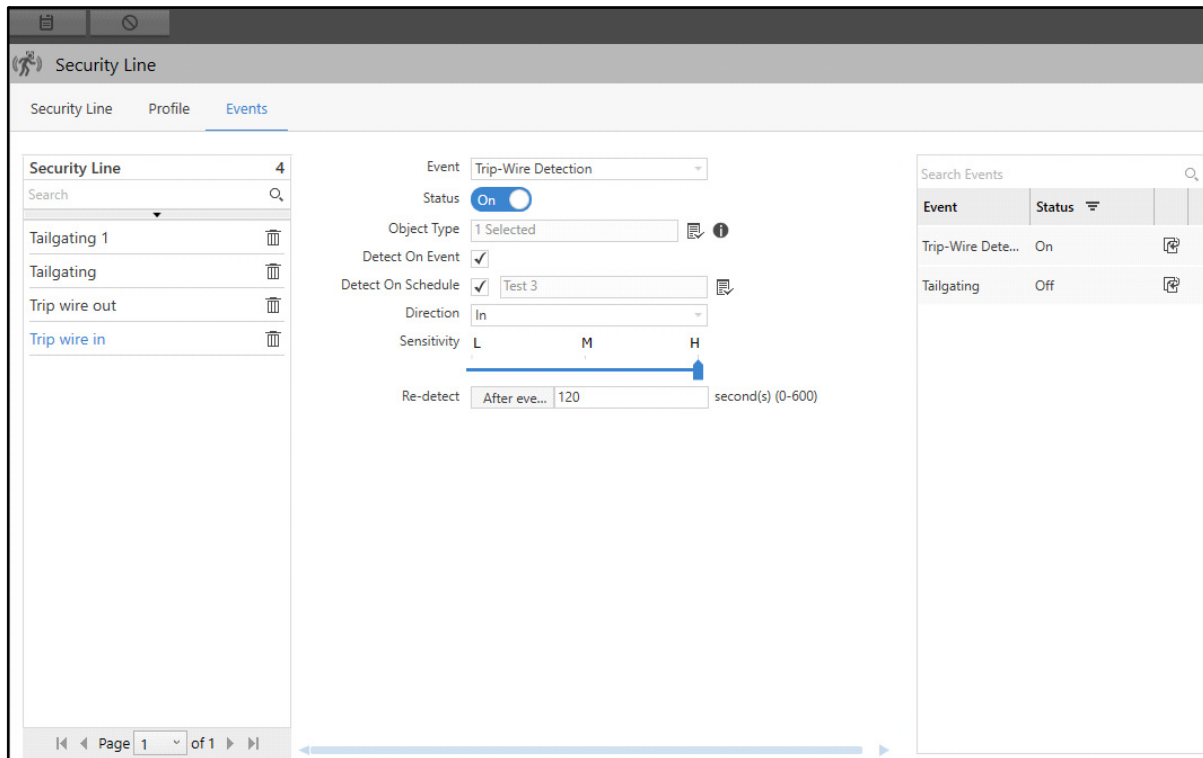 Security Line
Security Line Profile Events
Security Line 4
Search
Tailgating 1
Tailgating
Trip wire out
Trip wire in
Page 1 of 1
Event Trip-Wire Detection
Status On
Object Type 1 Selected
Detect On Event
Detect On Schedule Test 3
Direction In
Sensitivity L M H
Re-detect After eve... 120 second(s) (0-600)
Search Events
Event Status
Trip-Wire Dete... On
Tailgating Off